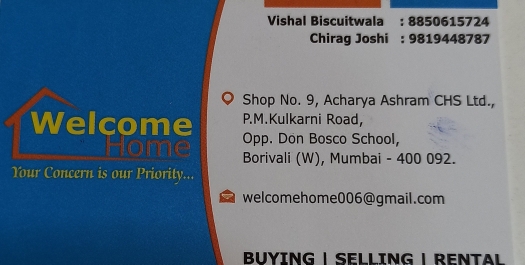 Vishal Biscuitwala : 8850615724
Chirag Joshi : 9819448787
Welcome
Home
Your Concern is our Priority...
Shop No. 9, Acharya Ashram CHS Ltd.,
P.M.Kulkarni Road,
Opp. Don Bosco School,
Borivali (W), Mumbai - 400 092.
welcomehome006@gmail.com
BUYING | SELLING | RENTAL